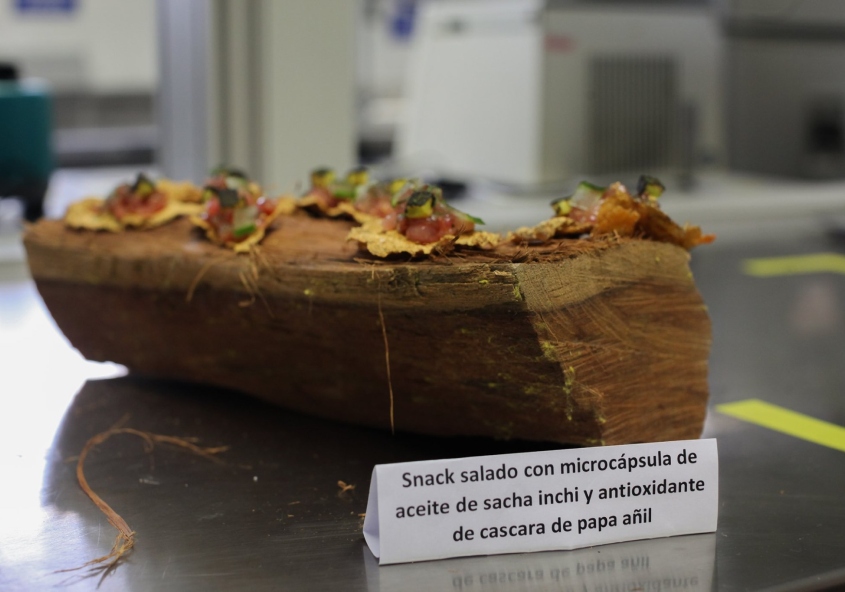 Snack salado con microcápsula de
aceite de sacha inchi y antioxidante
de cascara de papa añil